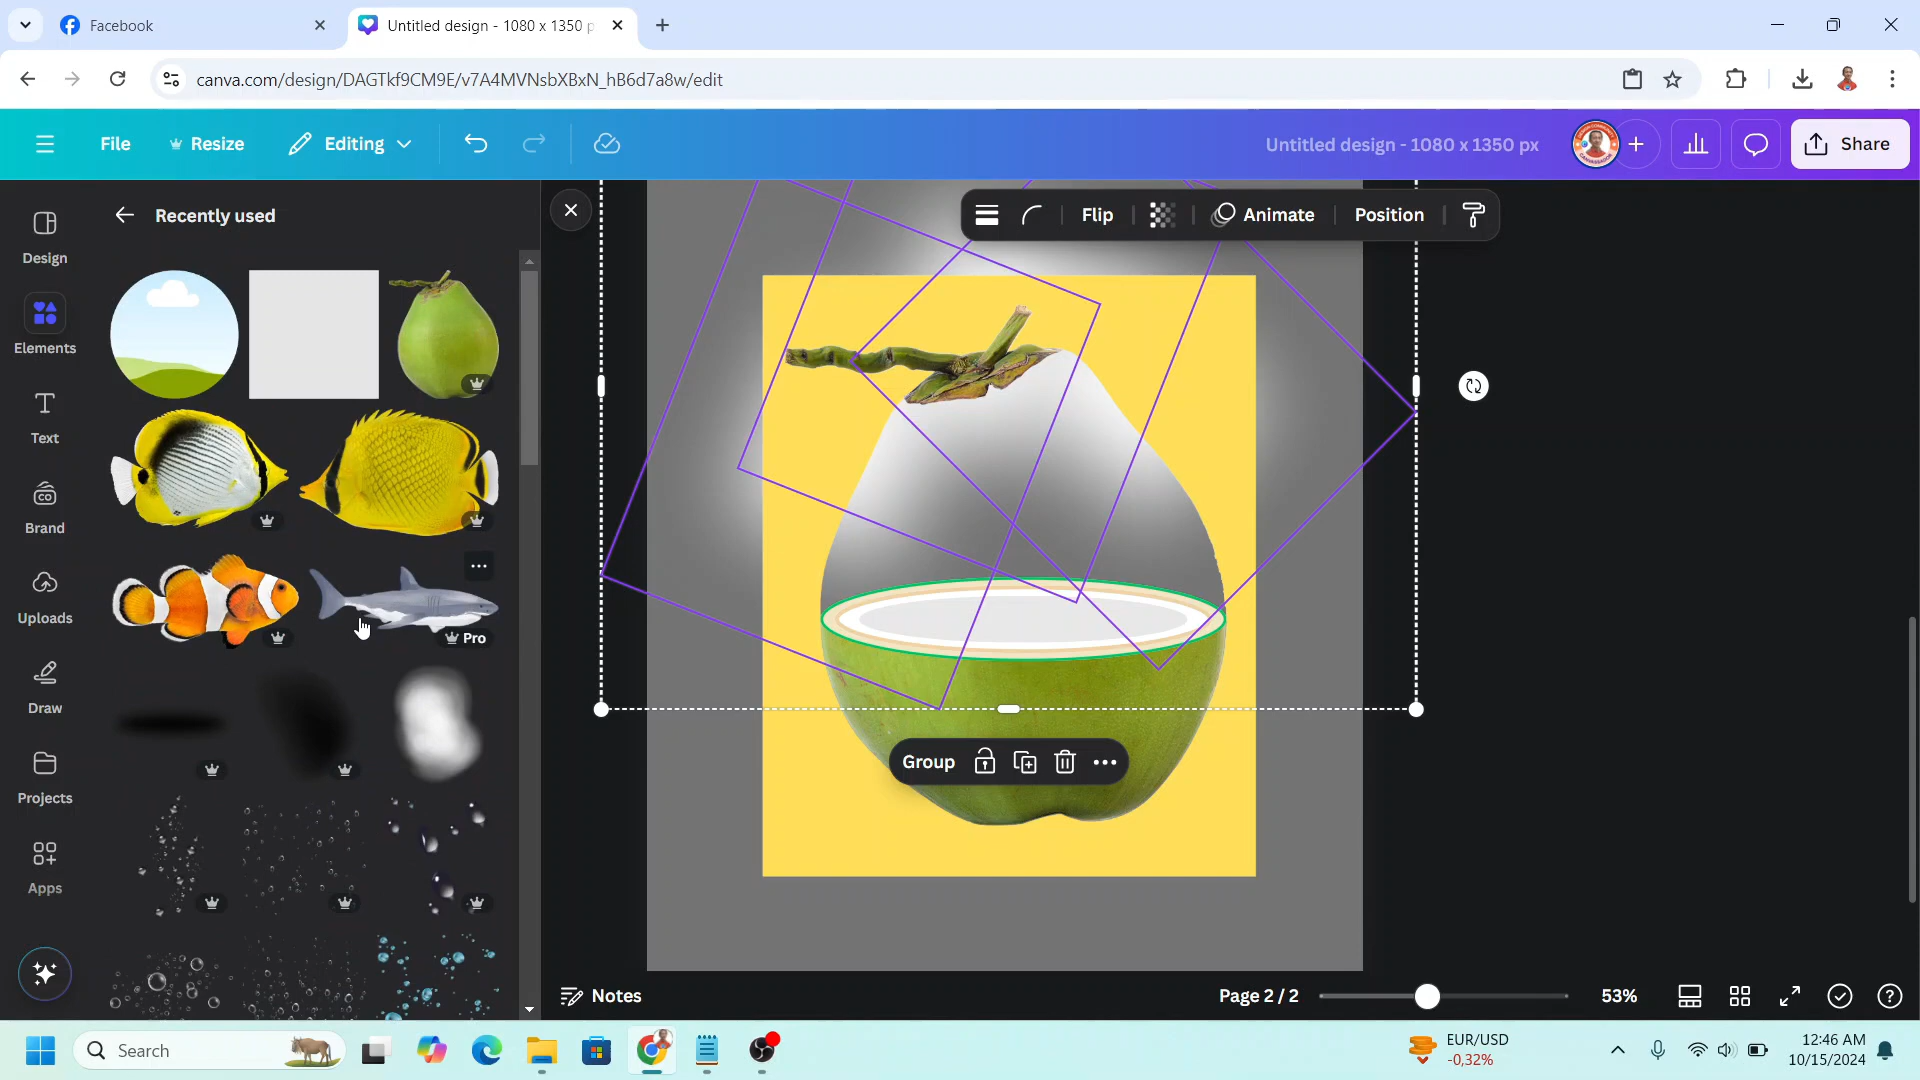 Facebook
Untitled design - 1080 x 1350 p
canva.com/design/DAGTkf9CM9E/v7A4MVNsbXBxN_hB6d7a8w/edit
File
Resize
Editing
Untitled design - 1080 x 1350 px
Share
Design
Elements
Text
Brand
Uploads
Draw
Projects
Apps
Recently used
Pro
Flip
Animate
Position
Group
Notes
Page 2 / 2
53%
Search
EUR/USD
-0,32%
12:46 AM
10/15/2024